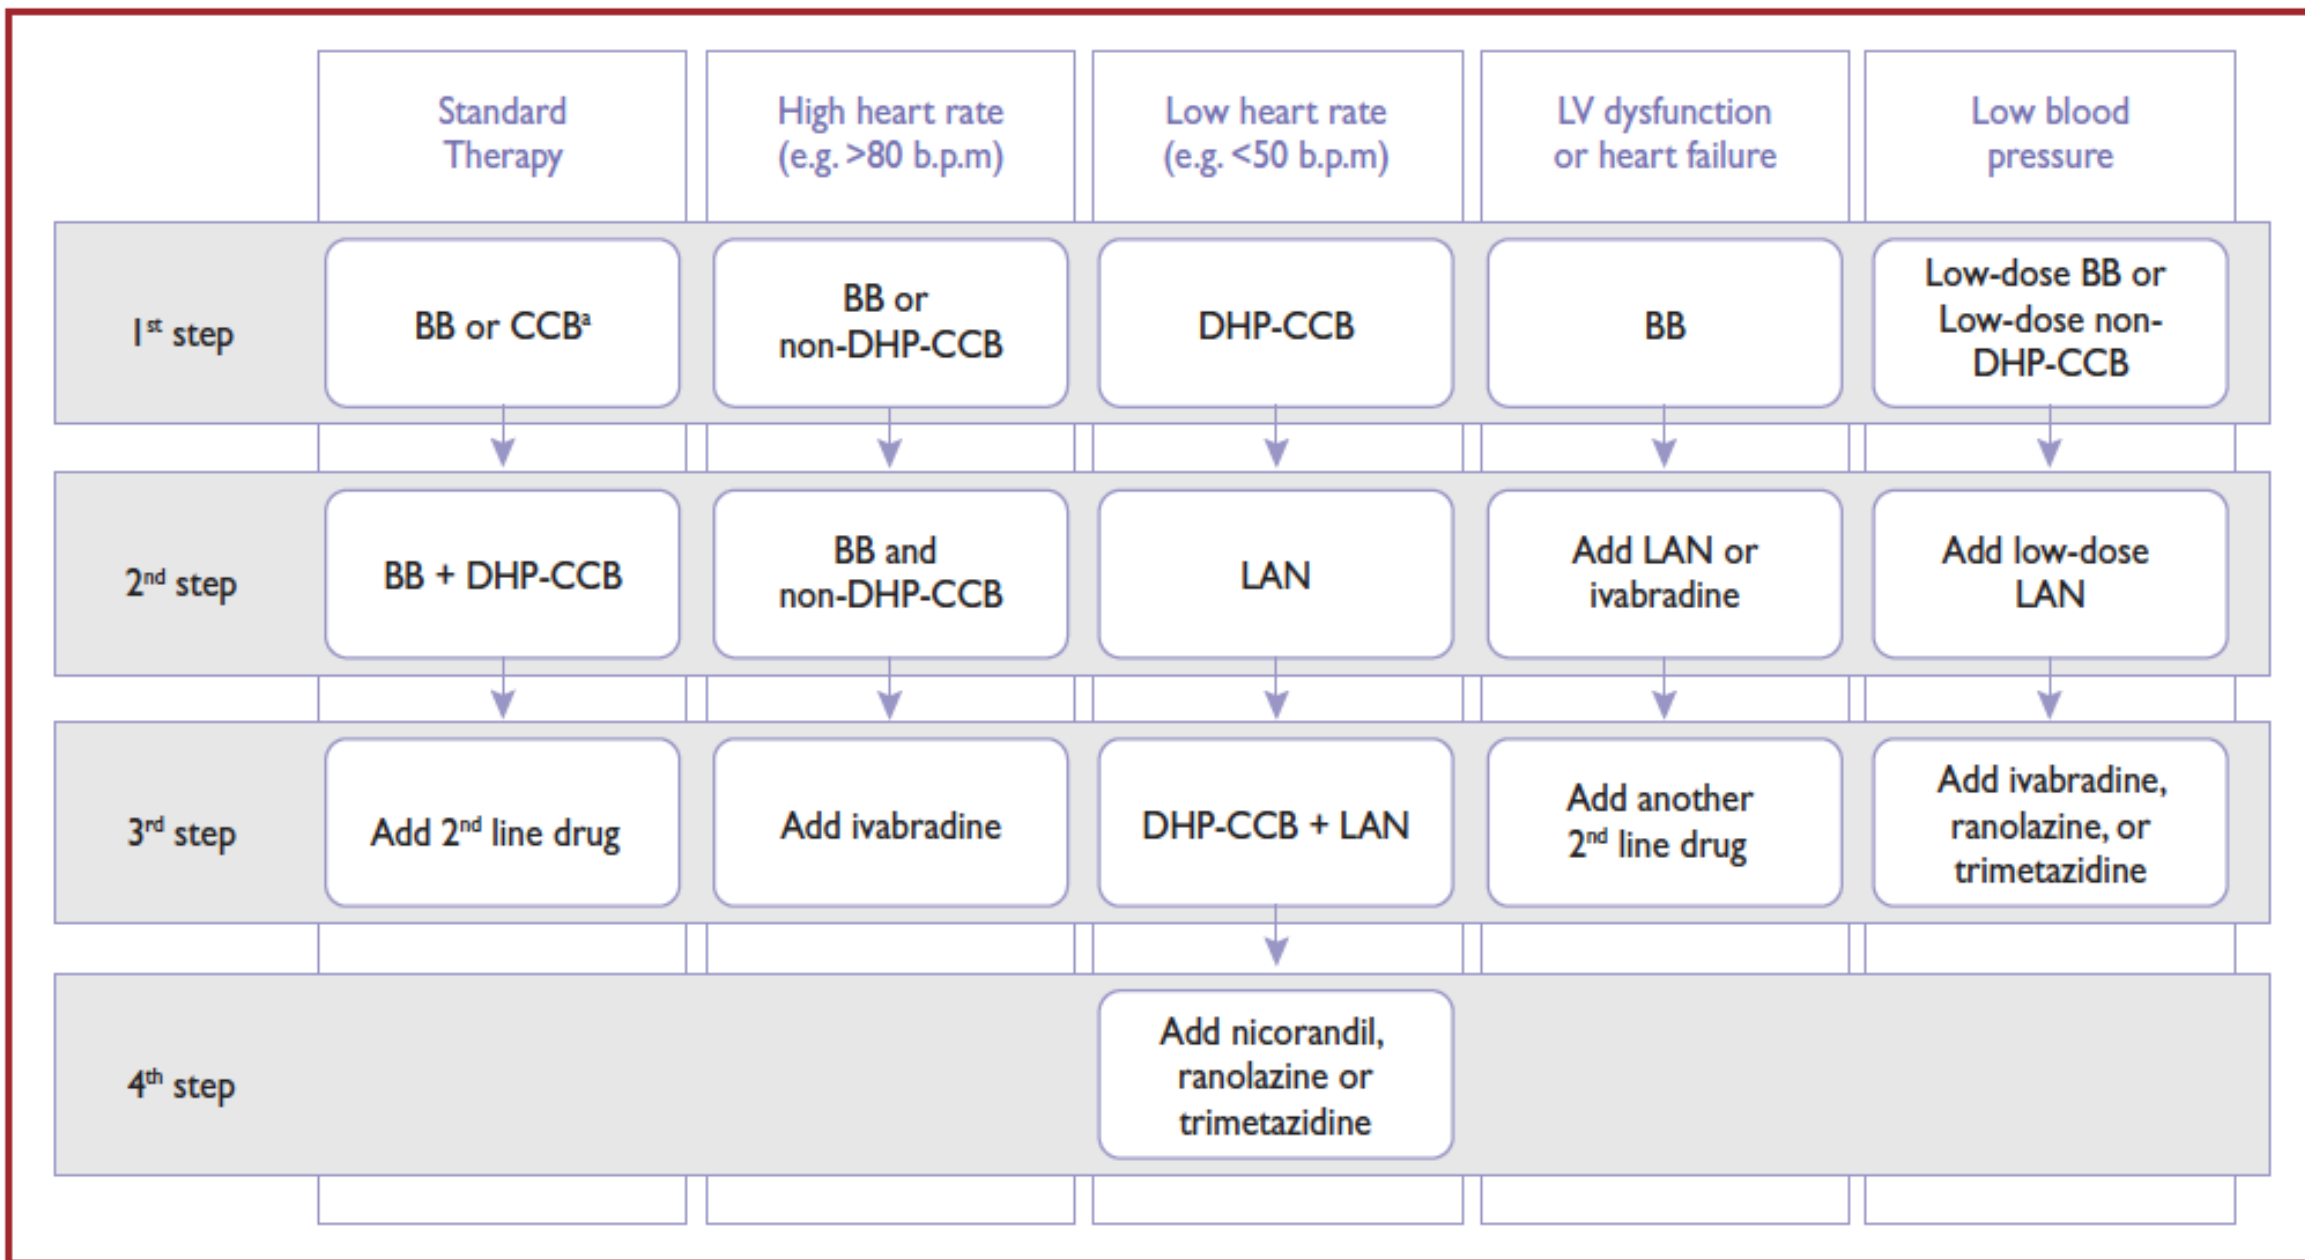 Standard
Therapy
High heart rate
(e.g. >80 b.p.m)
Low heart rate
(e.g. <50 b.p.m)
LV dysfunction
or heart failure
Low blood
pressure
1st step
BB or CCBa
BB or
non-DHP-CCB
DHP-CCB
BB
Low-dose BB or
Low-dose non-
DHP-CCB
2nd step
BB + DHP-CCB
BB and
non-DHP-CCB
LAN
Add LAN or
ivabradine
Add low-dose
LAN
3rd step
Add 2nd line drug
Add ivabradine
DHP-CCB + LAN
Add another
2nd line drug
Add ivabradine,
ranolazine, or
trimetazidine
4th step
Add nicorandil,
ranolazine or
trimetazidine